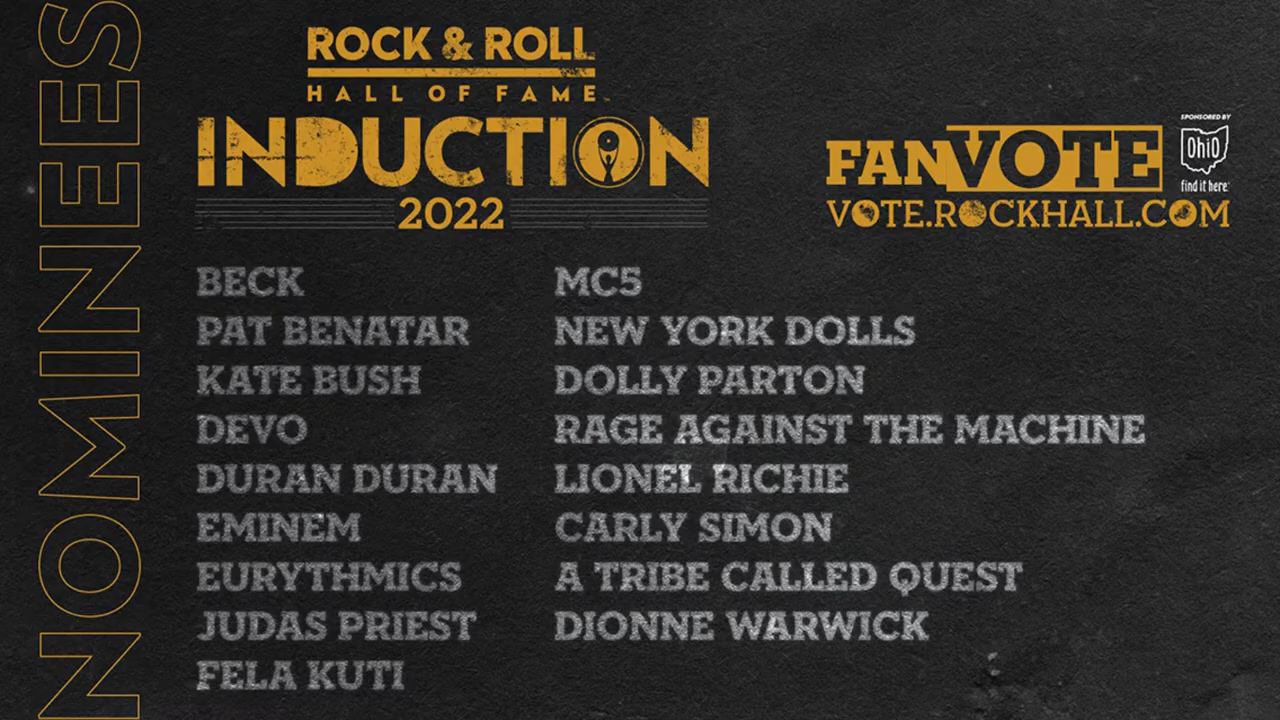 NOMINEES
ROCK & ROLL
HALL OF FAME
INDUCTION
2022
FANVOTE
VOTE.ROCKHALL.COM
SPONSORED BY
OhiO
find it here.
BECK
PAT BENATAR
KATE BUSH
DEVO
DURAN DURAN
EMINEM
EURYTHMICS
JUDAS PRIEST
FELA KUTI
MC5
NEW YORK DOLLS
DOLLY PARTON
RAGE AGAINST THE MACHINE
LIONEL RICHIE
CARLY SIMON
A TRIBE CALLED QUEST
DIONNE WARWICK